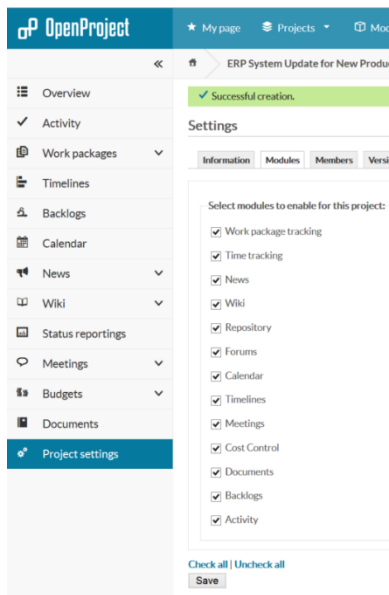 OpenProject
My page Projects
ERP System Update for New
Overview
Activity
Work packages
Timelines
Backlogs
Calendar
News
Wiki
Status reportings
Meetings
Budgets
Documents
Project settings
Successful creation.
Settings
Information Modules Members
Select modules to enable for this project:
Work package tracking
Time tracking
News
Wiki
Repository
Forums
Calendar
Timelines
Meetings
Cost Control
Documents
Backlogs
Activity
Check all | Uncheck all
Save